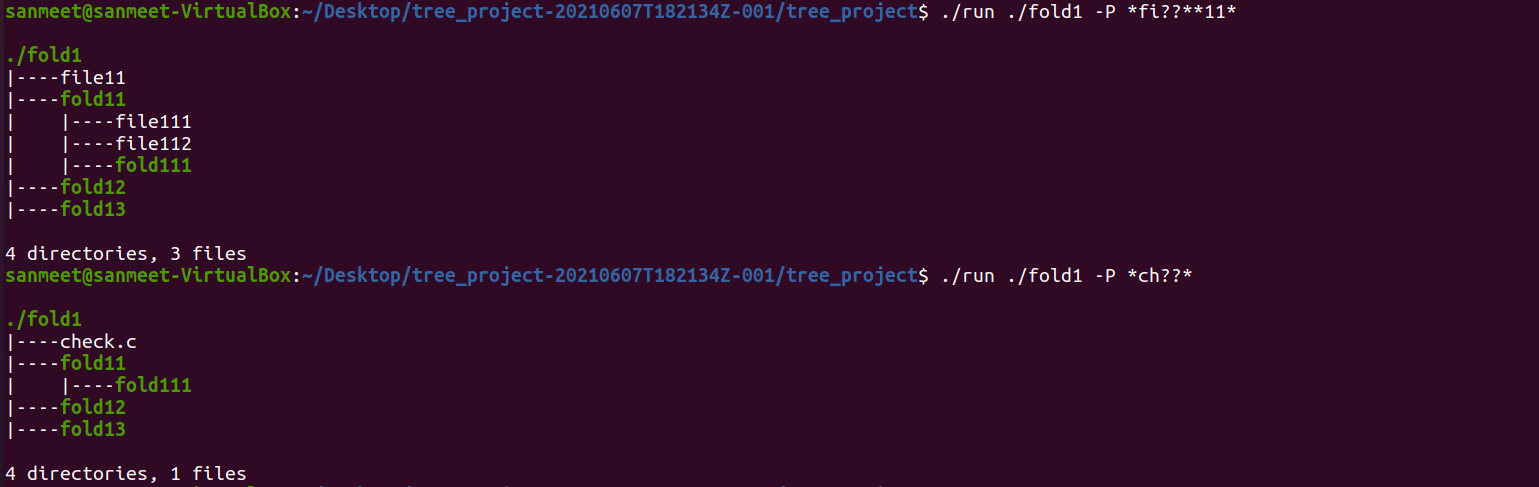 sanmeet@sanmeet-VirtualBox:~/Desktop/tree_project-20210607T182134Z-001/tree_project$ ./run ./fold1 -P *fi??**11*
./fold1
|----file11
|----fold11
|    |----file111
|    |----file112
|    |----fold111
|----fold12
|----fold13
4 directories, 3 files
sanmeet@sanmeet-VirtualBox:~/Desktop/tree_project-20210607T182134Z-001/tree_project$ ./run ./fold1 -P *ch??*
./fold1
|----check.c
|----fold11
|    |----fold111
|----fold12
|----fold13
4 directories, 1 files